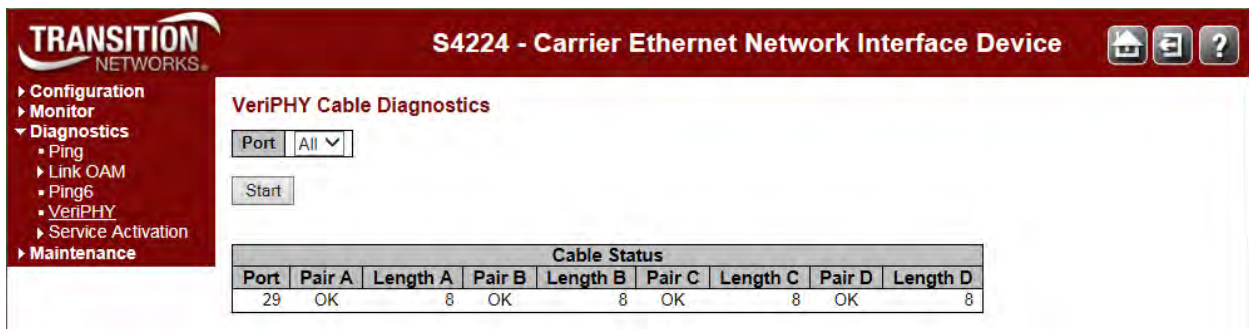 TRANSITION
NETWORKS®
S4224 - Carrier Ethernet Network Interface Device
?
Configuration
Monitor
Diagnostics
Ping
Link OAM
Ping6
VeriPHY
Service Activation
Maintenance
VeriPHY Cable Diagnostics
Port All
Start
Cable Status
Port Pair A Length A Pair B Length B Pair C Length C Pair D Length D
29 OK 8 OK 8 OK 8 OK 8